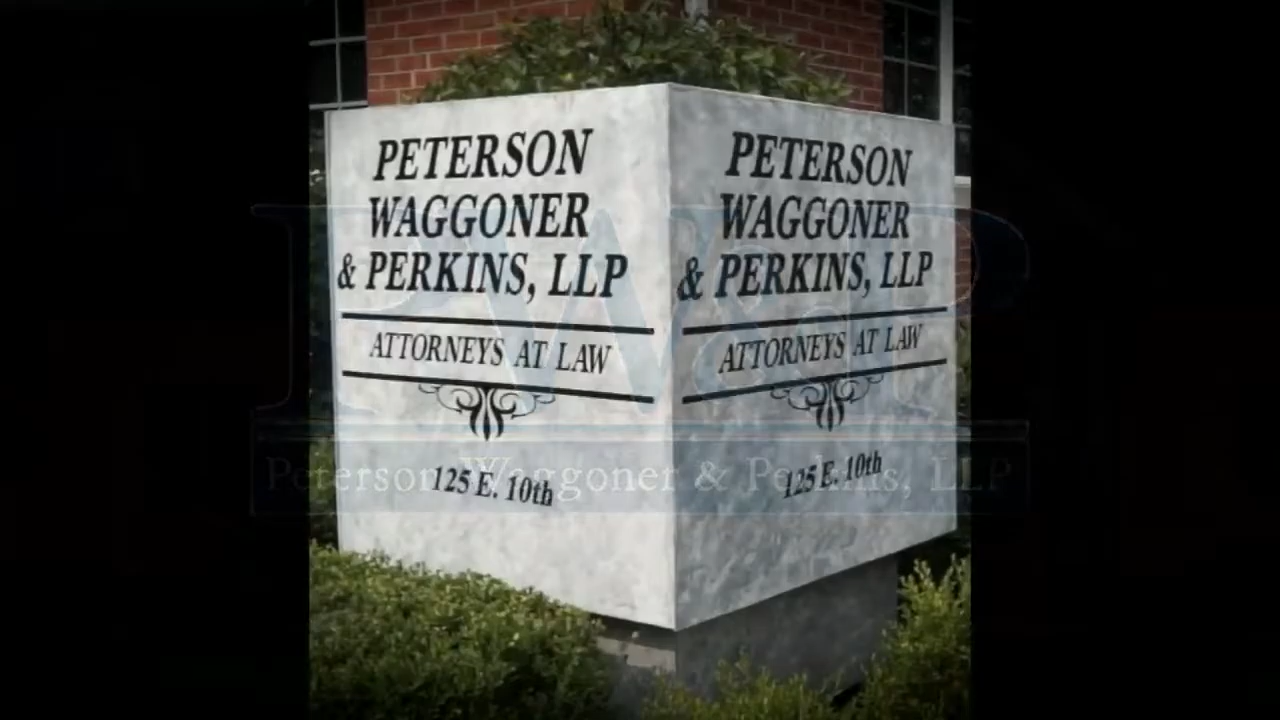 PETERSON
WAGGONER
& PERKINS, LLP
ATTORNEYS AT LAW
125 E. 10th
PETERSON
WAGGONER
& PERKINS, LLP
ATTORNEYS AT LAW
125 E. 10th
PW&P
Peterson Waggoner & Perkins, LLP